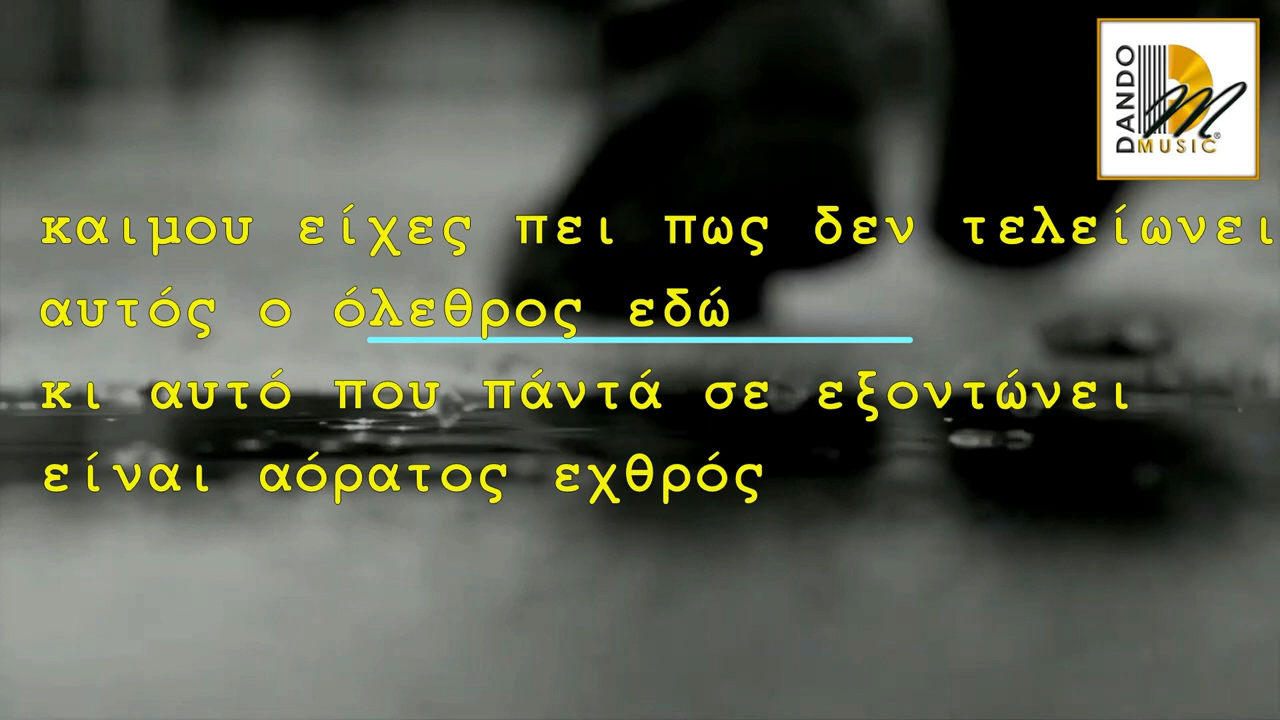 καιμου είχες πει πως δεν τελείωνει
αυτός ο όλεθρος εδώ
κι αυτό που πάντά σε εξοντώνει
είναι αόρατος εχθρός
DANDO
MUSIC